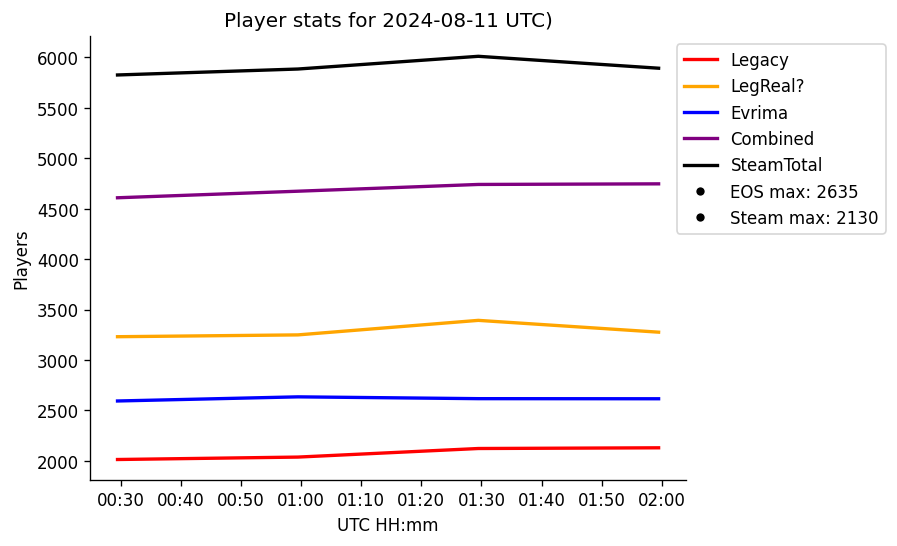 Player stats for 2024-08-11 UTC)
6000
5500
5000
4500
4000
3500
3000
2500
2000
Players
00:30 00:40 00:50 01:00 01:10 01:20 01:30 01:40 01:50 02:00
UTC HH:mm
Legacy
LegReal?
Evrima
Combined
SteamTotal
EOS max: 2635
Steam max: 2130